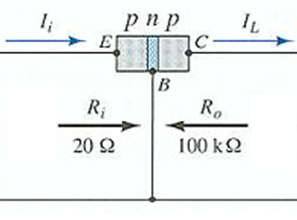 I_i p n p I_L
E C
B
R_i R_o
20 Ω 100 kΩ